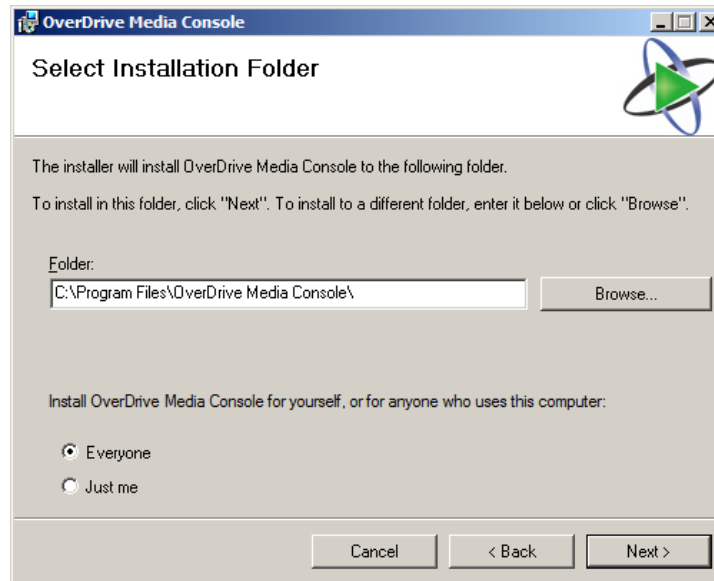 OverDrive Media Console
Select Installation Folder
The installer will install OverDrive Media Console to the following folder.
To install in this folder, click "Next". To install to a different folder, enter it below or click "Browse".
Folder:
C:\Program Files\OverDrive Media Console\
Browse...
Install OverDrive Media Console for yourself, or for anyone who uses this computer:
Everyone
Just me
Cancel
< Back
Next >